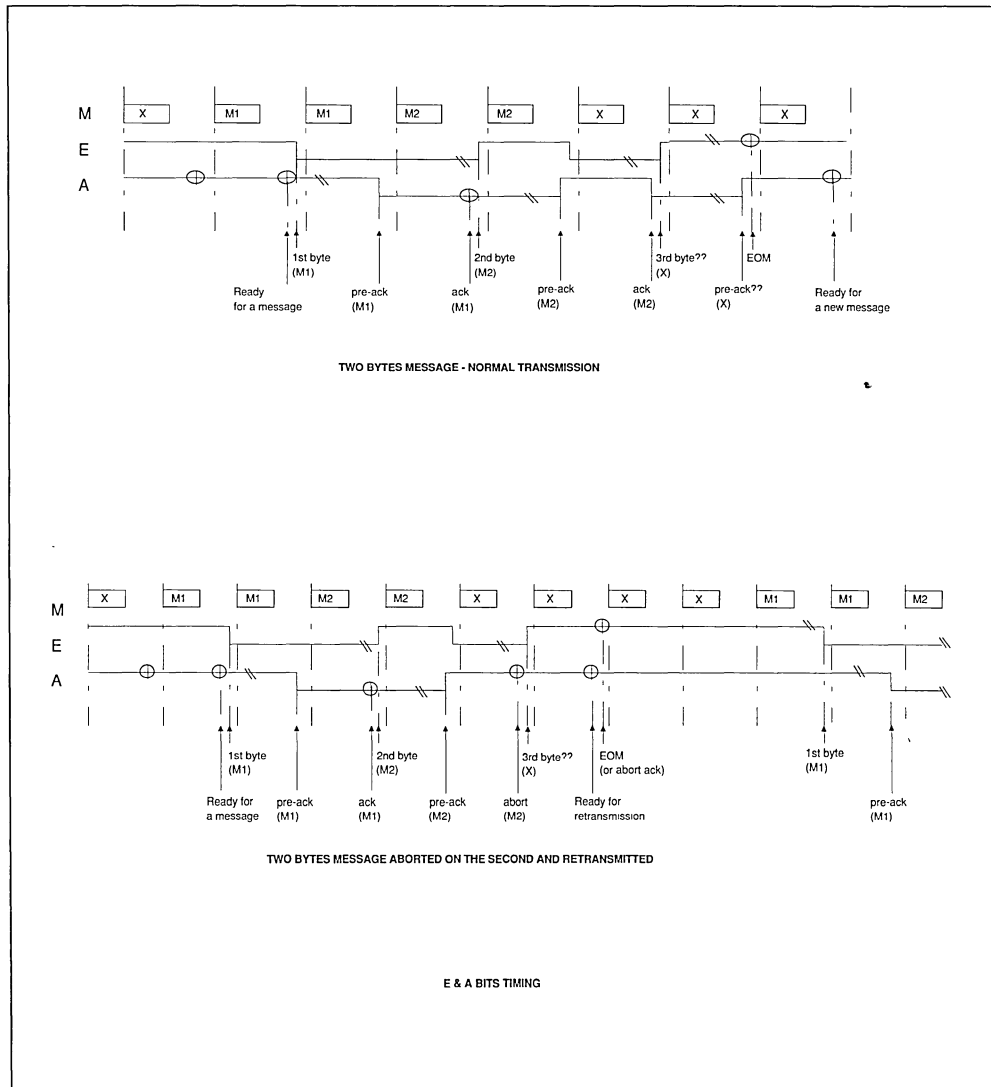 M X M1 M1 M2 M2 X X X
E
A
1st byte 2nd byte 3rd byte?? EOM
(M1) (M2) (X)
Ready pre-ack ack pre-ack ack pre-ack?? Ready for
for a message (M1) (M1) (M2) (M2) (X) a new message
TWO BYTES MESSAGE - NORMAL TRANSMISSION
X M1 M1 M2 M2 X X X X M1 M1 M2
M
E
A
1st byte 2nd byte 3rd byte?? EOM 1st byte
(M1) (M2) (X) (or abort ack) (M1)
Ready for pre-ack ack pre-ack abort Ready for pre-ack
a message (M1) (M1) (M2) (M2) retransmission (M1)
TWO BYTES MESSAGE ABORTED ON THE SECOND AND RETRANSMITTED
E & A BITS TIMING